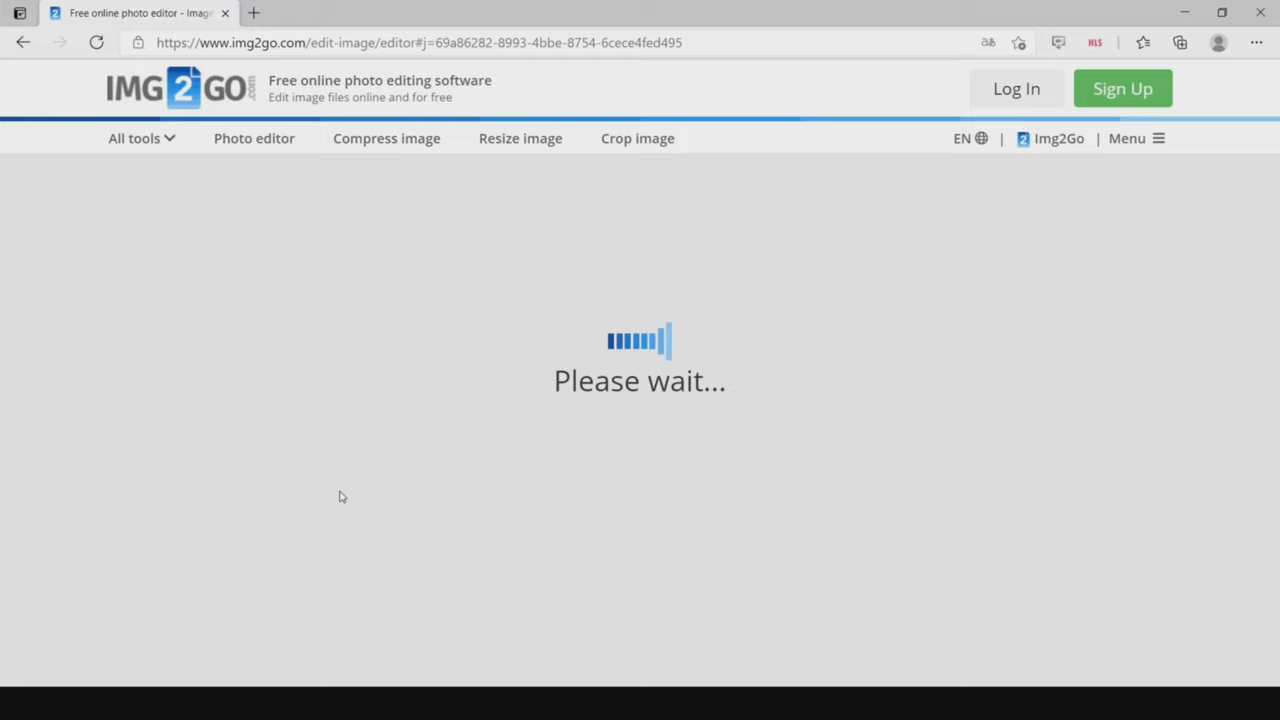 Free online photo editor - Imag
https://www.img2go.com/edit-image/editor#j=69a86282-8993-4bbe-8754-6cece4fed495
HLS
IMG2GO.com
Free online photo editing software
Edit image files online and for free
Log In
Sign Up
All tools
Photo editor
Compress image
Resize image
Crop image
EN
|
2 Img2Go
|
Menu
Please wait...